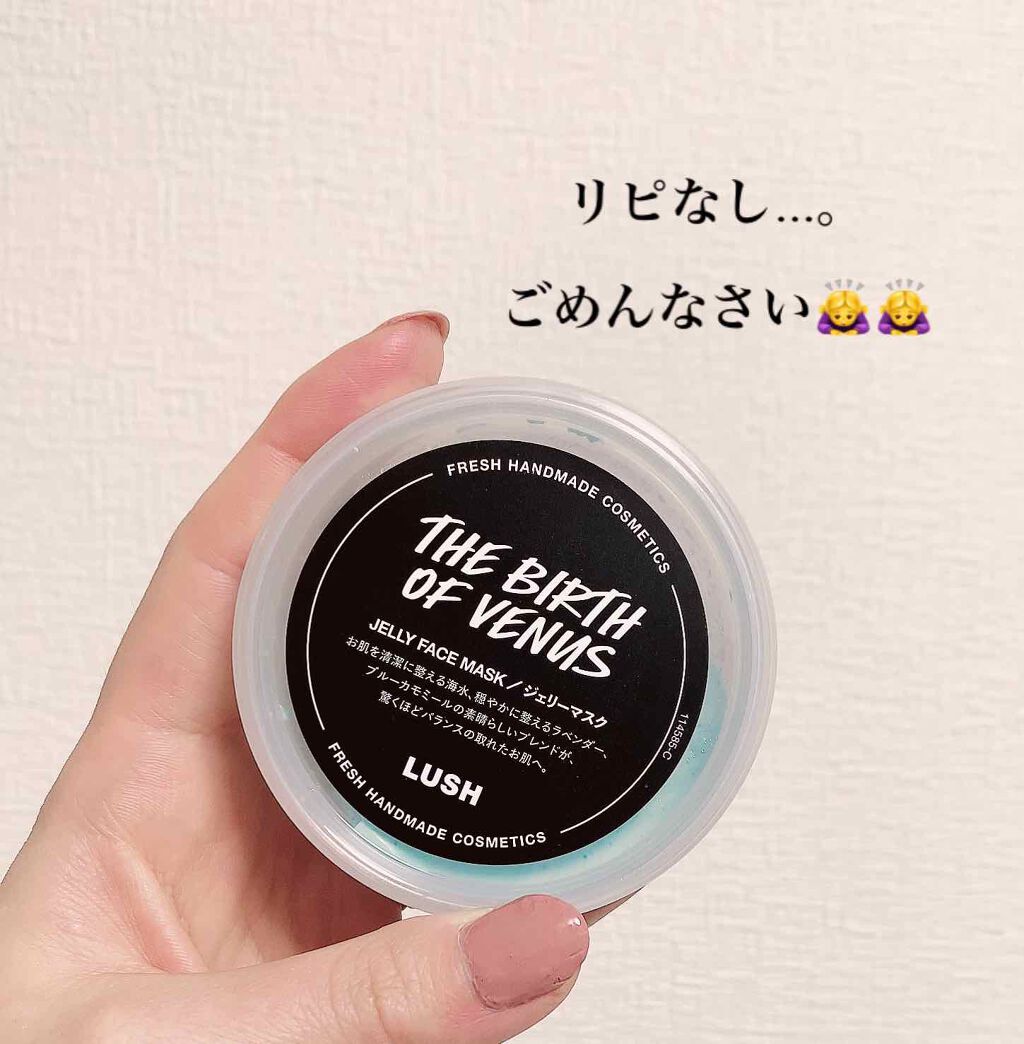 リピなし...。
ごめんなさい🙇‍♀️🙇‍♀️
FRESH HANDMADE COSMETICS
THE BIRTH
OF VENUS
JELLY FACE MASK／ジェリーマスク
お肌を清潔に整える海水、穏やかに整えるラベンダー、
ブルーカモミールの素晴らしいブレンドが、
驚くほどバランスの取れたお肌へ。
114585-C
LUSH
FRESH HANDMADE COSMETICS